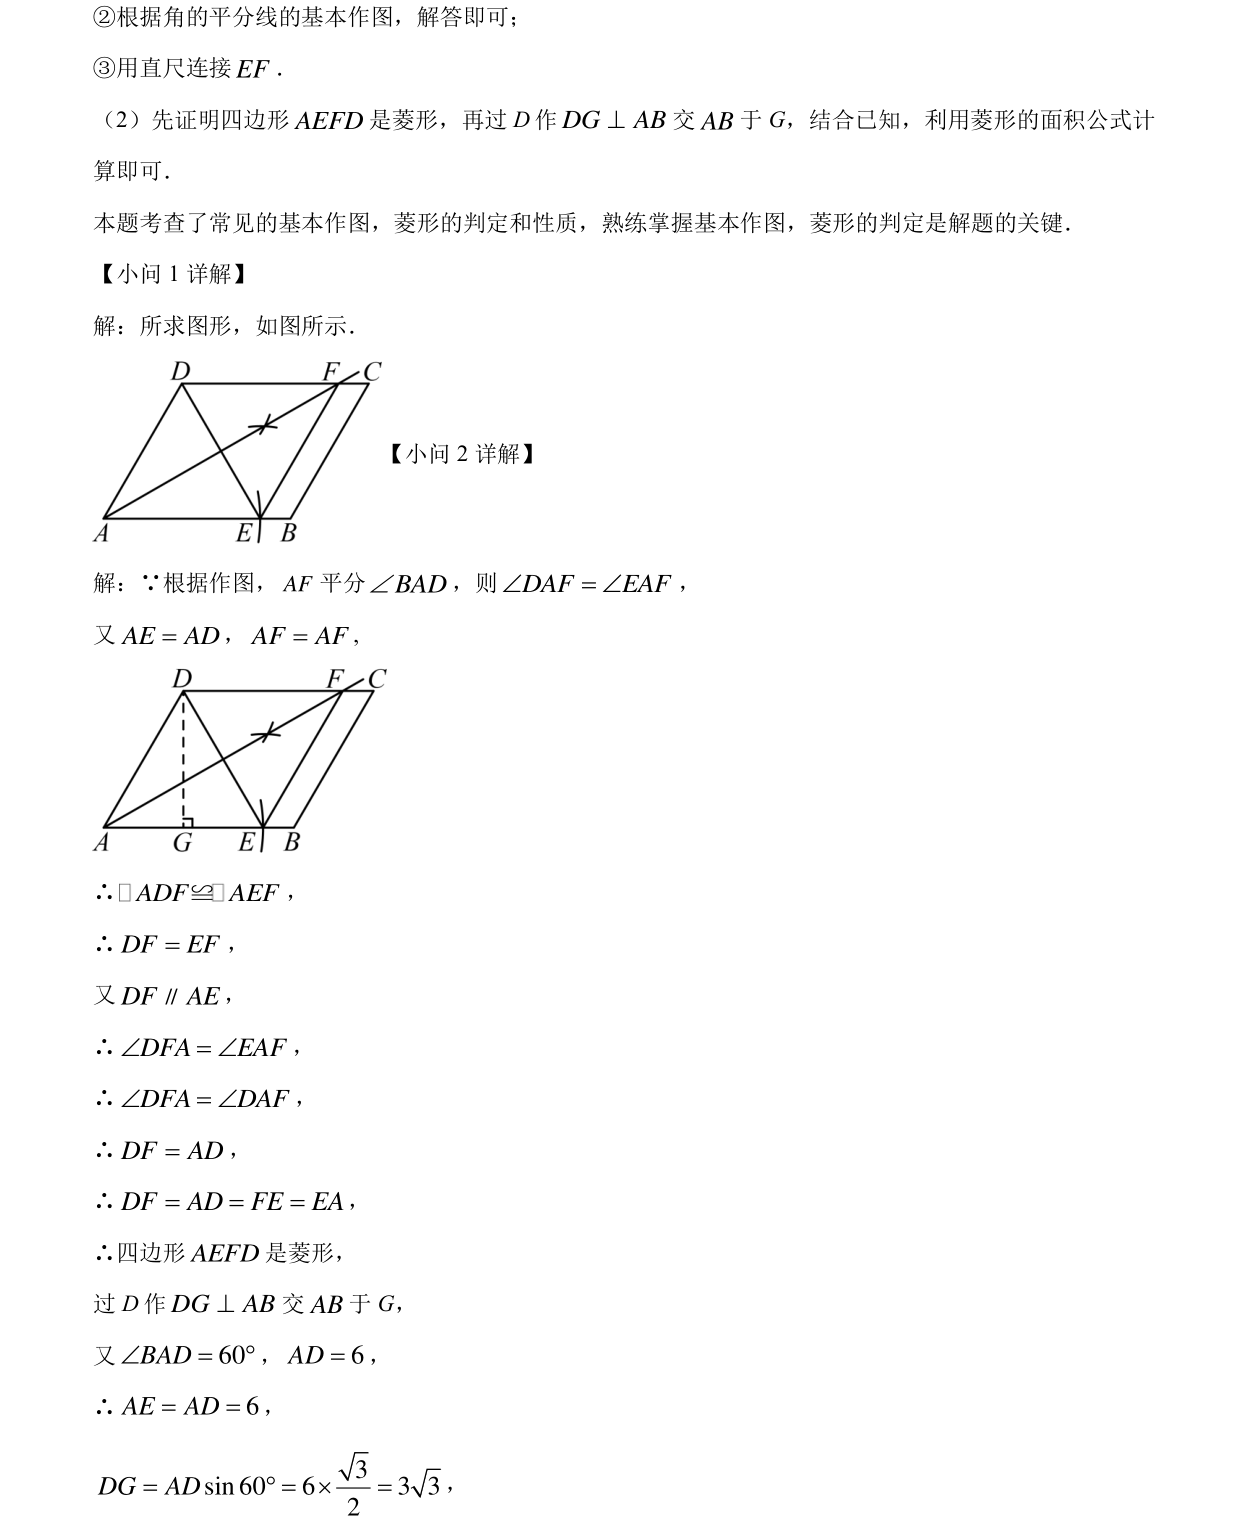 ②根据角的平分线的基本作图，解答即可；
③用直尺连接EF．
（2）先证明四边形AEFD是菱形，再过D作DG⊥AB交AB于G，结合已知，利用菱形的面积公式计
算即可．
本题考查了常见的基本作图，菱形的判定和性质，熟练掌握基本作图，菱形的判定是解题的关键．
【小问1详解】
解：所求图形，如图所示．
D F C
【小问2详解】
A E B
解：∵根据作图，AF平分∠BAD，则∠DAF=∠EAF，
又AE=AD，AF=AF，
D F C
A G E B
∴□ADF≌□AEF，
∴DF=EF，
又DF∥AE，
∴∠DFA=∠EAF，
∴∠DFA=∠DAF，
∴DF=AD，
∴DF=AD=FE=EA，
∴四边形AEFD是菱形，
过D作DG⊥AB交AB于G，
又∠BAD=60°，AD=6，
∴AE=AD=6，
DG=AD sin60°=6×√3/2=3√3，